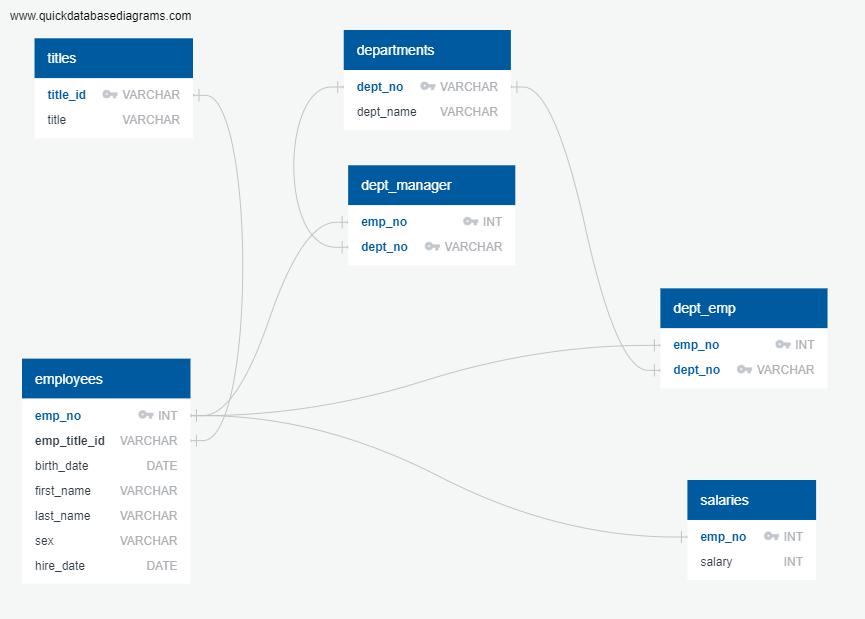 www.quickdatabasediagrams.com
titles
title_id VARCHAR
title VARCHAR
departments
dept_no VARCHAR
dept_name VARCHAR
dept_manager
emp_no INT
dept_no VARCHAR
dept_emp
emp_no INT
dept_no VARCHAR
employees
emp_no INT
emp_title_id VARCHAR
birth_date DATE
first_name VARCHAR
last_name VARCHAR
sex VARCHAR
hire_date DATE
salaries
emp_no INT
salary INT